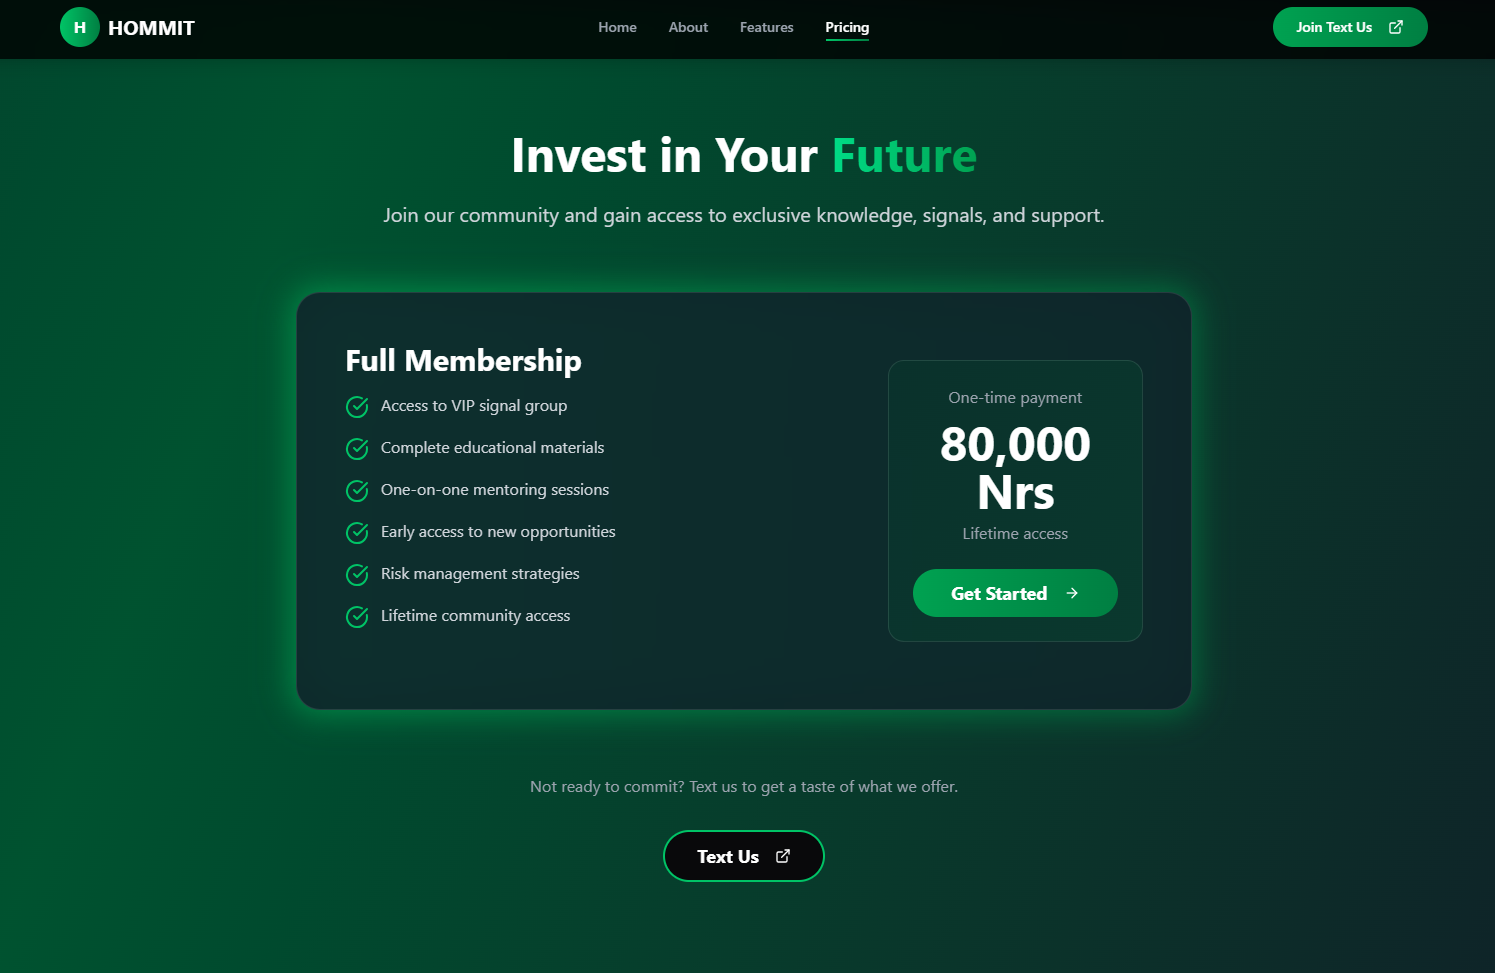 H HOMMIT
Home About Features Pricing
Join Text Us
Invest in Your Future
Join our community and gain access to exclusive knowledge, signals, and support.
Full Membership
Access to VIP signal group
Complete educational materials
One-on-one mentoring sessions
Early access to new opportunities
Risk management strategies
Lifetime community access
One-time payment
80,000
Nrs
Lifetime access
Get Started
Not ready to commit? Text us to get a taste of what we offer.
Text Us